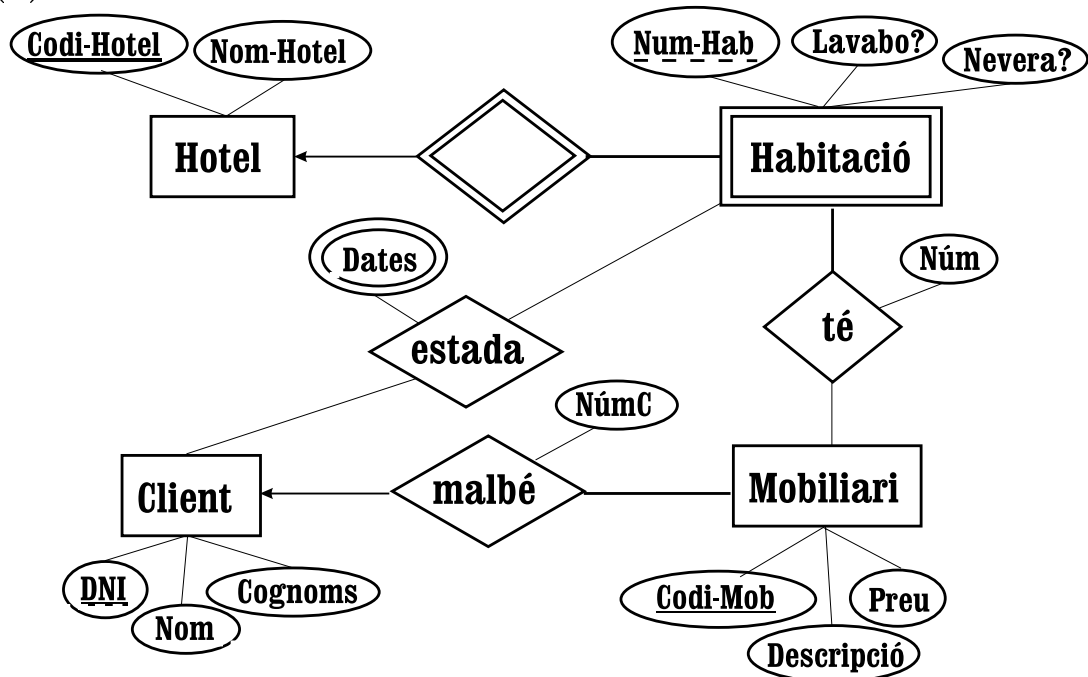 Codi-Hotel
Nom-Hotel
Num-Hab
Lavabo?
Nevera?
Hotel
Habitació
Dates
Núm
té
estada
NúmC
Client
malbé
Mobiliari
DNI
Nom
Cognoms
Codi-Mob
Preu
Descripció